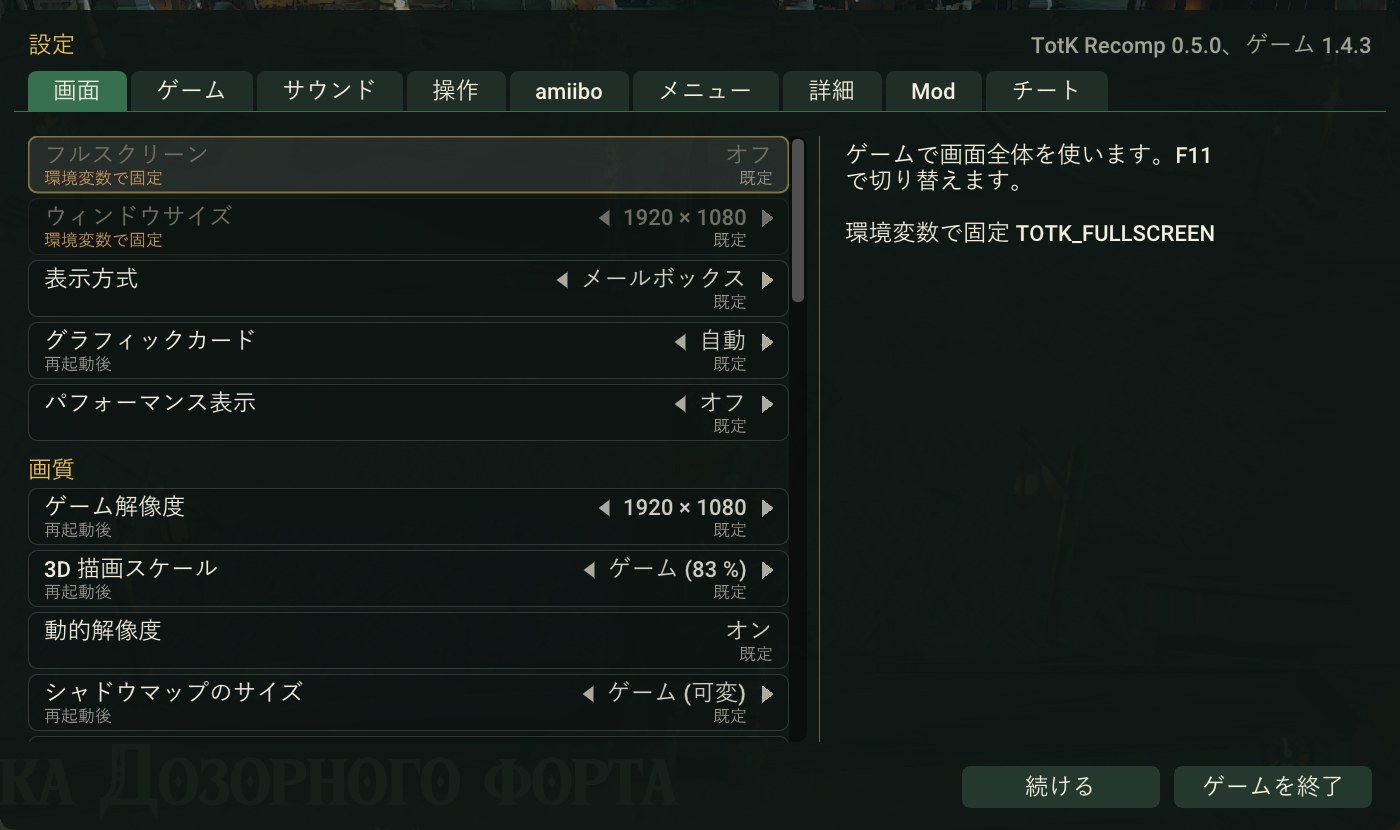 設定
TotK Recomp 0.5.0、ゲーム 1.4.3
画面 ゲーム サウンド 操作 amiibo メニュー 詳細 Mod チート
フルスクリーン オフ
環境変数で固定 既定
ウィンドウサイズ 1920 × 1080
環境変数で固定 既定
表示方式 メールボックス
既定
グラフィックカード 自動
再起動後 既定
パフォーマンス表示 オフ
既定
画質
ゲーム解像度 1920 × 1080
再起動後 既定
3D 描画スケール ゲーム (83 %)
再起動後 既定
動的解像度 オン
既定
シャドウマップのサイズ ゲーム (可変)
再起動後 既定
ゲームで画面全体を使います。F11
で切り替えます。
環境変数で固定 TOTK_FULLSCREEN
КА ДОЗОРНОГО ФОРТА
続ける ゲームを終了